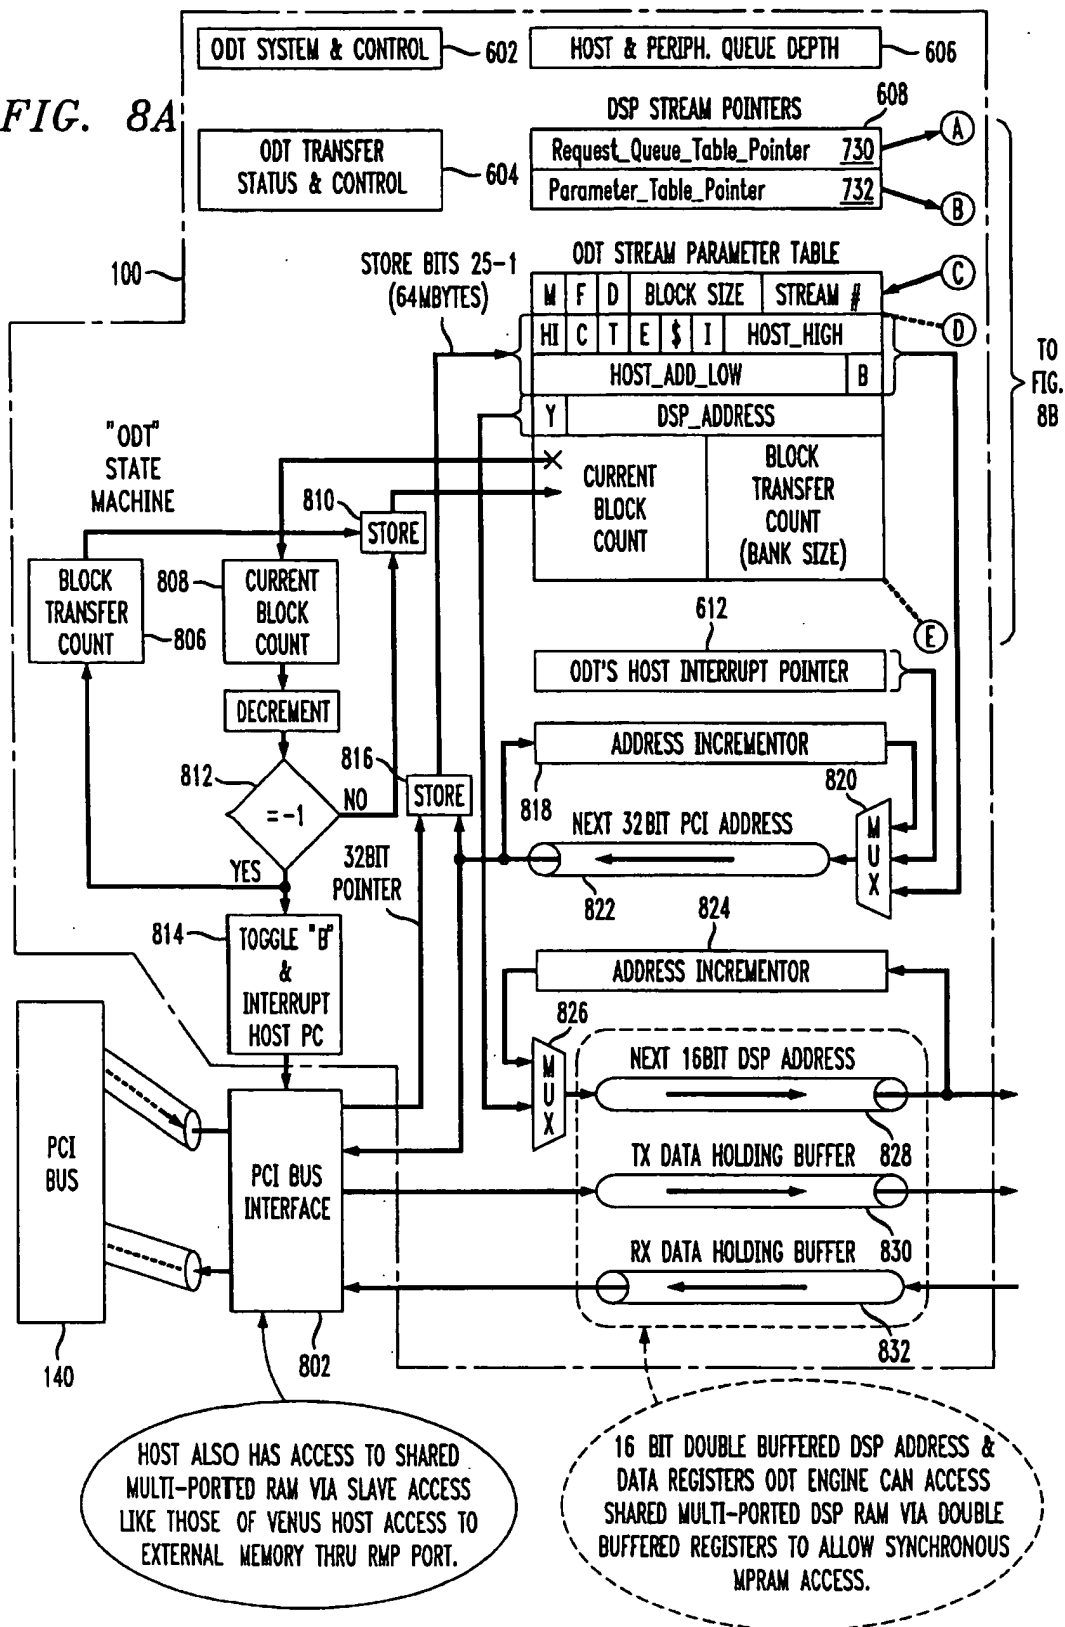 FIG. 8A
ODT SYSTEM & CONTROL
602
HOST & PERIPH. QUEUE DEPTH
606
ODT TRANSFER
STATUS & CONTROL
604
DSP STREAM POINTERS
608
Request_Queue_Table_Pointer 730
A
Parameter_Table_Pointer 732
B
100
STORE BITS 25-1
(64MBYTES)
ODT STREAM PARAMETER TABLE
M F D BLOCK SIZE STREAM #
C
D
HI C T E $ I HOST_HIGH
HOST_ADD_LOW B
Y DSP_ADDRESS
CURRENT
BLOCK
COUNT
BLOCK
TRANSFER
COUNT
(BANK SIZE)
E
TO
FIG.
8B
"ODT"
STATE
MACHINE
810
STORE
BLOCK
TRANSFER
COUNT
806
808
CURRENT
BLOCK
COUNT
DECREMENT
812
=-1
NO
YES
816
STORE
32BIT
POINTER
612
ODT'S HOST INTERRUPT POINTER
ADDRESS INCREMENTOR
818
820
MUX
NEXT 32BIT PCI ADDRESS
822
814
TOGGLE "B"
&
INTERRUPT
HOST PC
824
ADDRESS INCREMENTOR
826
MUX
NEXT 16BIT DSP ADDRESS
828
TX DATA HOLDING BUFFER
830
RX DATA HOLDING BUFFER
832
PCI
BUS
140
PCI BUS
INTERFACE
802
HOST ALSO HAS ACCESS TO SHARED
MULTI-PORTED RAM VIA SLAVE ACCESS
LIKE THOSE OF VENUS HOST ACCESS TO
EXTERNAL MEMORY THRU RMP PORT.
16 BIT DOUBLE BUFFERED DSP ADDRESS &
DATA REGISTERS ODT ENGINE CAN ACCESS
SHARED MULTI-PORTED DSP RAM VIA DOUBLE
BUFFERED REGISTERS TO ALLOW SYNCHRONOUS
MPRAM ACCESS.